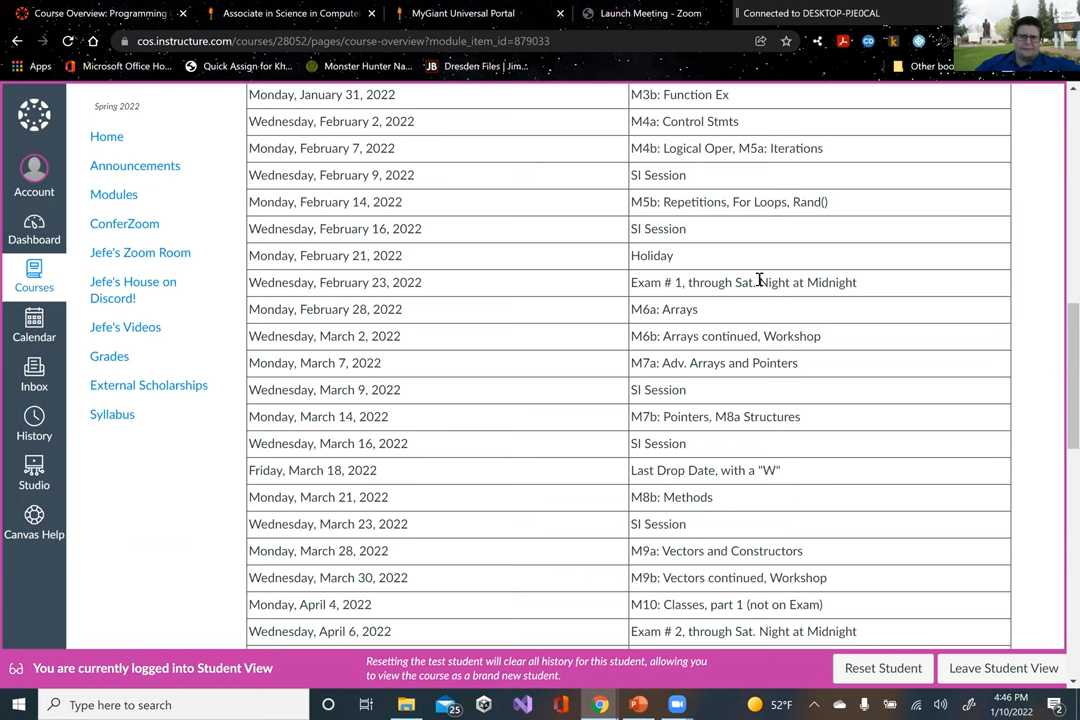 Course Overview: Programming
Associate in Science in Compute
MyGiant Universal Portal
Launch Meeting - Zoom
Connected to DESKTOP-PJE0CAL
cos.instructure.com/courses/28052/pages/course-overview?module_item_id=879033
Apps
Microsoft Office Ho...
Quick Assign for Kh...
Monster Hunter Na...
JB
Dresden Files | Jim...
Other boo
Account
Dashboard
Courses
Calendar
Inbox
25
History
Studio
Canvas Help
Spring 2022
Home
Announcements
Modules
ConferZoom
Jefe's Zoom Room
Jefe's House on
Discord!
Jefe's Videos
Grades
External Scholarships
Syllabus
Monday, January 31, 2022 M3b: Function Ex
Wednesday, February 2, 2022 M4a: Control Stmts
Monday, February 7, 2022 M4b: Logical Oper, M5a: Iterations
Wednesday, February 9, 2022 SI Session
Monday, February 14, 2022 M5b: Repetitions, For Loops, Rand()
Wednesday, February 16, 2022 SI Session
Monday, February 21, 2022 Holiday
Wednesday, February 23, 2022 Exam # 1, through Sat. Night at Midnight
Monday, February 28, 2022 M6a: Arrays
Wednesday, March 2, 2022 M6b: Arrays continued, Workshop
Monday, March 7, 2022 M7a: Adv. Arrays and Pointers
Wednesday, March 9, 2022 SI Session
Monday, March 14, 2022 M7b: Pointers, M8a Structures
Wednesday, March 16, 2022 SI Session
Friday, March 18, 2022 Last Drop Date, with a "W"
Monday, March 21, 2022 M8b: Methods
Wednesday, March 23, 2022 SI Session
Monday, March 28, 2022 M9a: Vectors and Constructors
Wednesday, March 30, 2022 M9b: Vectors continued, Workshop
Monday, April 4, 2022 M10: Classes, part 1 (not on Exam)
Wednesday, April 6, 2022 Exam # 2, through Sat. Night at Midnight
You are currently logged into Student View
Resetting the test student will clear all history for this student, allowing you
to view the course as a brand new student.
Reset Student
Leave Student View
Type here to search
52°F
4:46 PM
1/10/2022
2